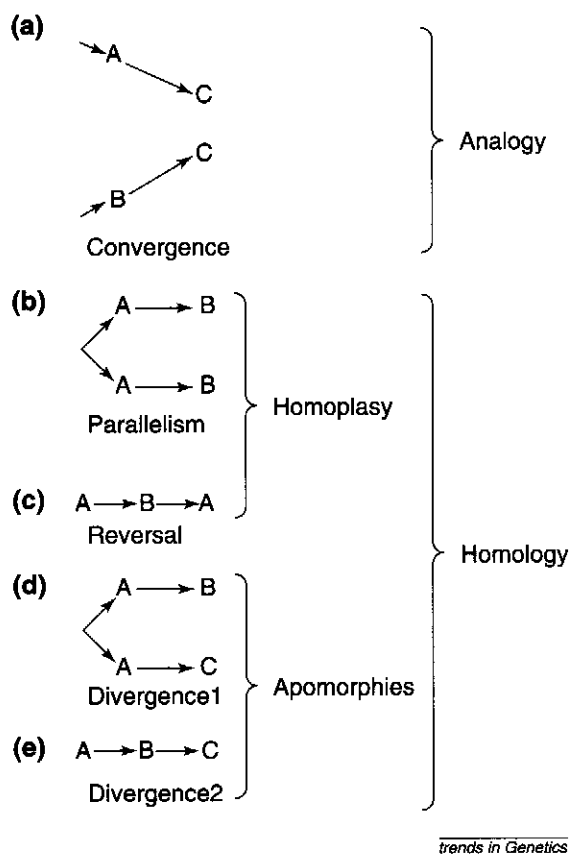 (a)
A
C
C
B
Convergence
Analogy
(b)
A → B
A → B
Parallelism
Homoplasy
(c) A → B → A
Reversal
Homology
(d)
A → B
A → C
Divergence1
Apomorphies
(e) A → B → C
Divergence2
trends in Genetics